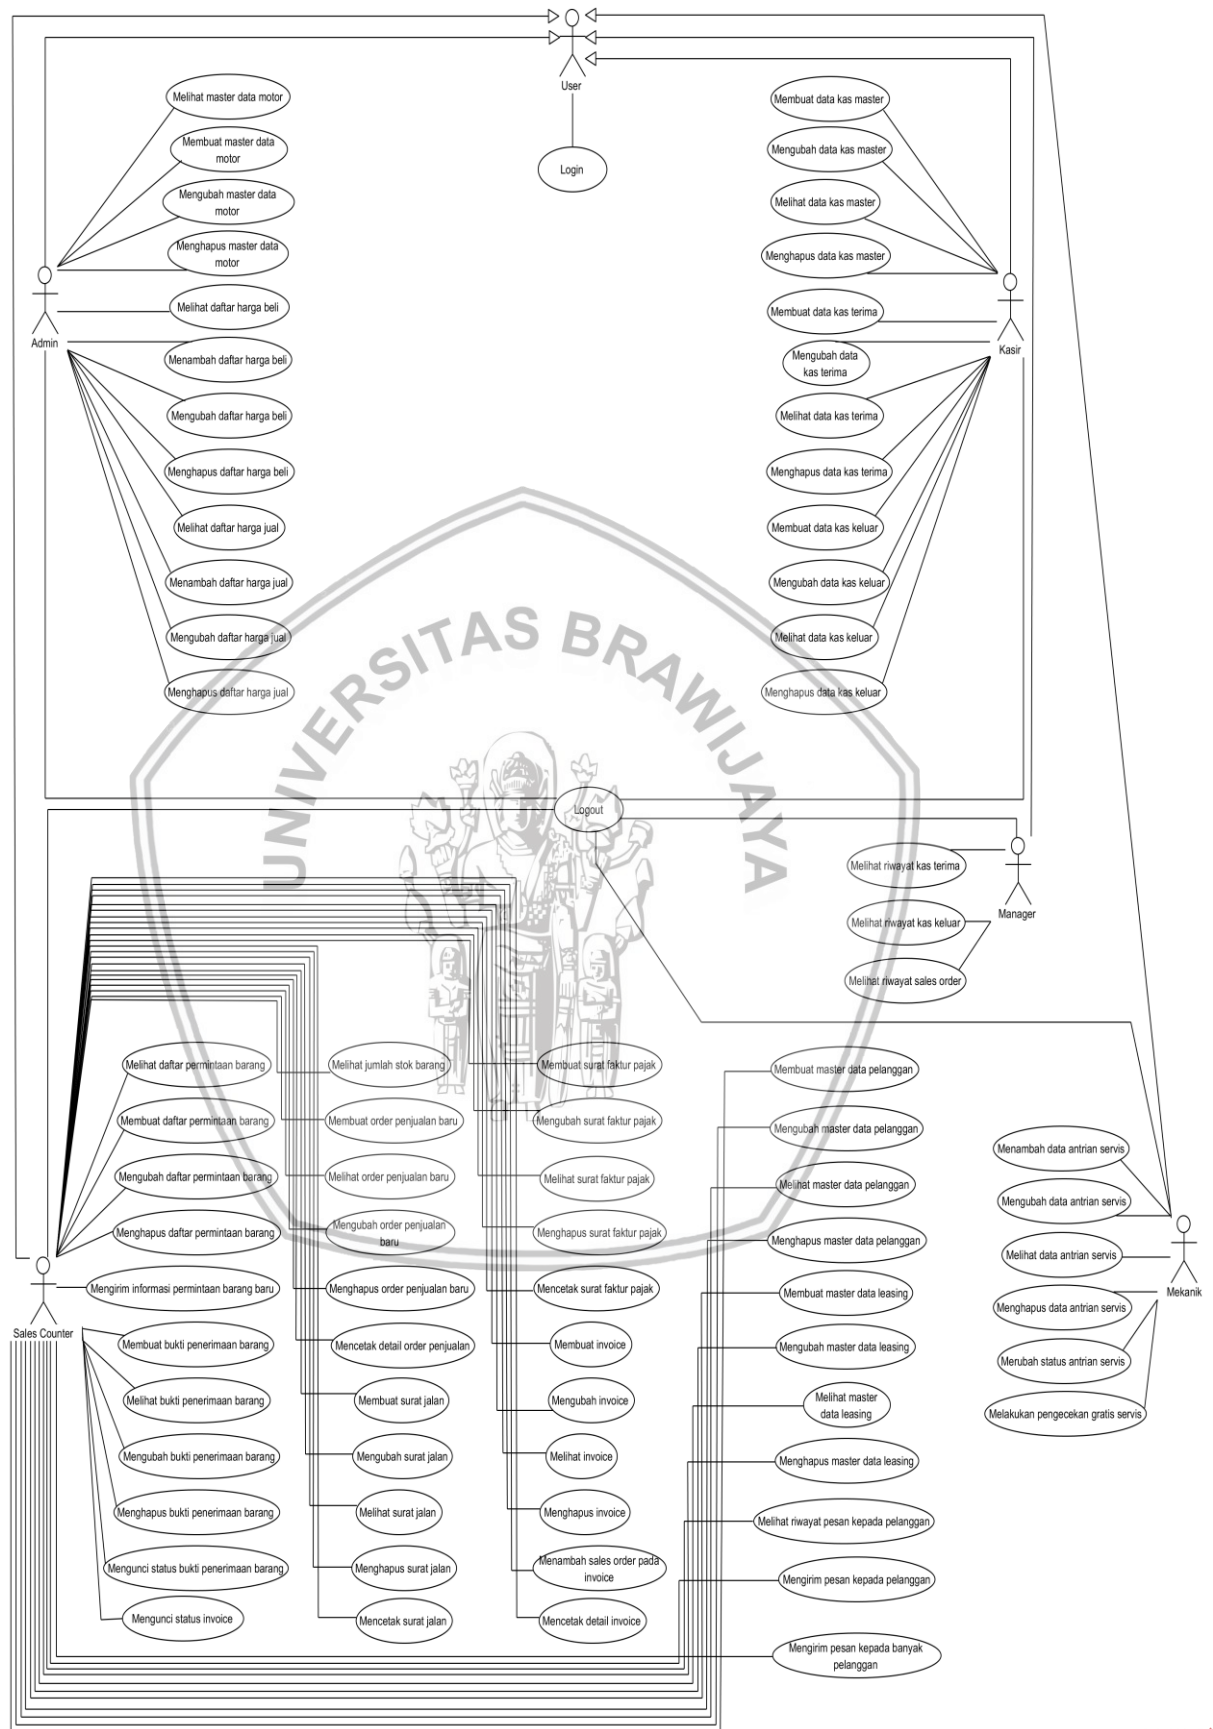 User
Login
Melihat master data motor
Membuat master data
motor
Mengubah master data
motor
Menghapus master data
motor
Melihat daftar harga beli
Admin
Menambah daftar harga beli
Mengubah daftar harga beli
Menghapus daftar harga beli
Melihat daftar harga jual
Menambah daftar harga jual
Mengubah daftar harga jual
Menghapus daftar harga jual
Membuat data kas master
Mengubah data kas master
Melihat data kas master
Menghapus data kas master
Membuat data kas terima
Kasir
Mengubah data
kas terima
Melihat data kas terima
Menghapus data kas terima
Membuat data kas keluar
Mengubah data kas keluar
Melihat data kas keluar
Menghapus data kas keluar
UNIVERSITAS BRAWIJAYA
Logout
Melihat riwayat kas terima
Manager
Melihat riwayat kas keluar
Melihat riwayat sales order
Melihat daftar permintaan barang
Membuat daftar permintaan barang
Mengubah daftar permintaan barang
Menghapus daftar permintaan barang
Mengirim informasi permintaan barang baru
Sales Counter
Membuat bukti penerimaan barang
Melihat bukti penerimaan barang
Mengubah bukti penerimaan barang
Menghapus bukti penerimaan barang
Mengunci status bukti penerimaan barang
Mengunci status invoice
Melihat jumlah stok barang
Membuat order penjualan baru
Melihat order penjualan baru
Mengubah order penjualan
baru
Menghapus order penjualan baru
Mencetak detail order penjualan
Membuat surat jalan
Mengubah surat jalan
Melihat surat jalan
Menghapus surat jalan
Mencetak surat jalan
Membuat surat faktur pajak
Mengubah surat faktur pajak
Melihat surat faktur pajak
Menghapus surat faktur pajak
Mencetak surat faktur pajak
Membuat invoice
Mengubah invoice
Melihat invoice
Menghapus invoice
Menambah sales order pada
invoice
Mencetak detail invoice
Membuat master data pelanggan
Mengubah master data pelanggan
Melihat master data pelanggan
Menghapus master data pelanggan
Membuat master data leasing
Mengubah master data leasing
Melihat master
data leasing
Menghapus master data leasing
Melihat riwayat pesan kepada pelanggan
Mengirim pesan kepada pelanggan
Mengirim pesan kepada banyak
pelanggan
Menambah data antrian servis
Mengubah data antrian servis
Melihat data antrian servis
Mekanik
Menghapus data antrian servis
Merubah status antrian servis
Melakukan pengecekan gratis servis